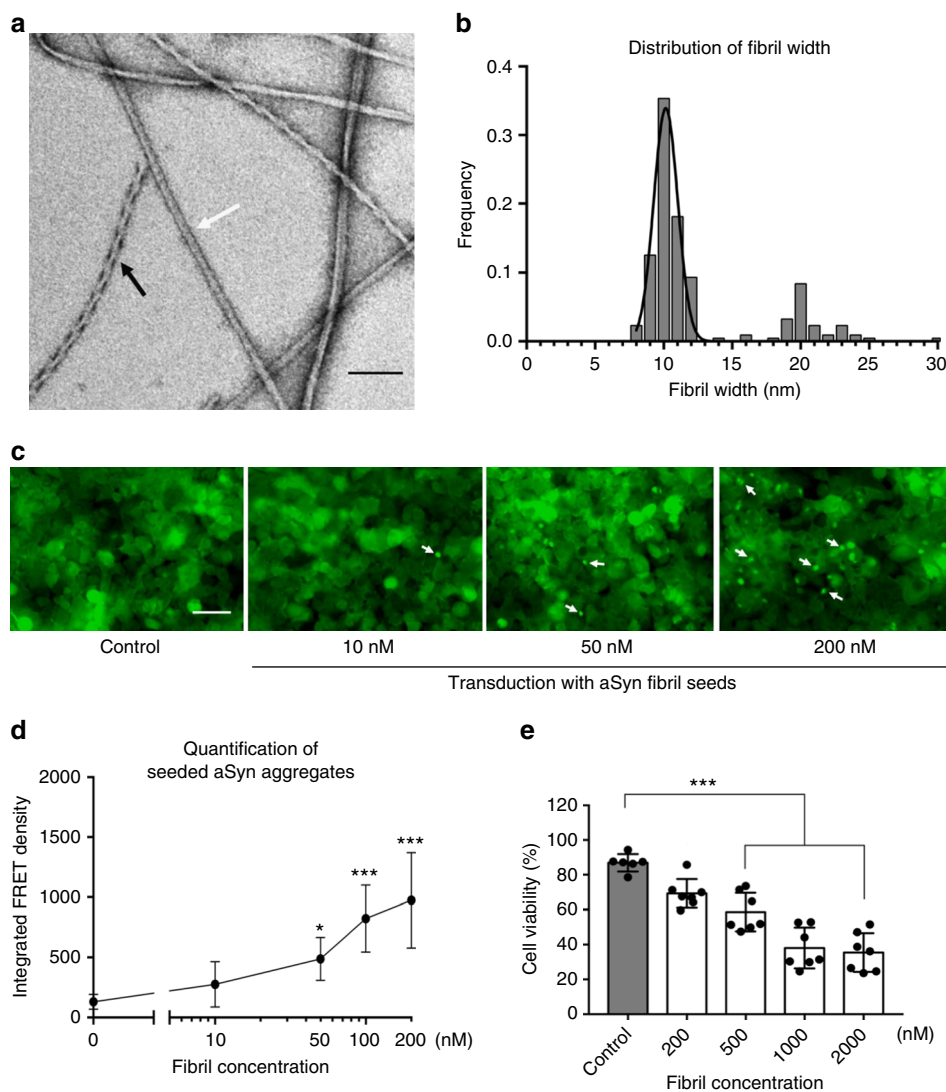 a
b
Distribution of fibril width
0.4
0.3
0.2
0.1
0.0
Frequency
0
5
10
15
20
25
30
Fibril width (nm)
c
Control
10 nM
50 nM
200 nM
Transduction with aSyn fibril seeds
d
Quantification of
seeded aSyn aggregates
2000
1500
1000
500
0
Integrated FRET density
*
***
***
0
10
50
100
200
(nM)
Fibril concentration
e
***
120
100
80
60
40
20
0
Cell viability (%)
Control
200
500
1000
2000
(nM)
Fibril concentration